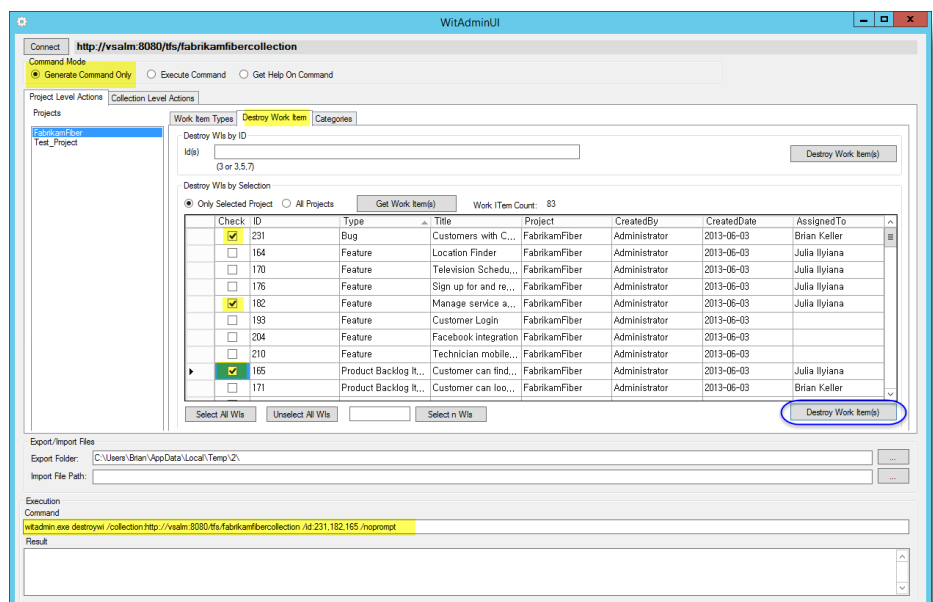 WitAdminUI
Connect http://vsalm:8080/tfs/fabrikamfibercollection
Command Mode
Generate Command Only Execute Command Get Help On Command
Project Level Actions Collection Level Actions
Projects
FabrikamFiber
Test_Project
Work Item Types Destroy Work Item Categories
Destroy WIs by ID
Id(s)
(3 or 3,5,7)
Destroy Work Item(s)
Destroy WIs by Selection
Only Selected Project All Projects Get Work Item(s) Work ITem Count: 83
Check ID Type Title Project CreatedBy CreatedDate AssignedTo
231 Bug Customers with C... FabrikamFiber Administrator 2013-06-03 Brian Keller
164 Feature Location Finder FabrikamFiber Administrator 2013-06-03 Julia Ilyiana
170 Feature Television Schedu... FabrikamFiber Administrator 2013-06-03 Julia Ilyiana
176 Feature Sign up for and re... FabrikamFiber Administrator 2013-06-03 Julia Ilyiana
182 Feature Manage service a... FabrikamFiber Administrator 2013-06-03 Julia Ilyiana
193 Feature Customer Login FabrikamFiber Administrator 2013-06-03
204 Feature Facebook integration FabrikamFiber Administrator 2013-06-03
210 Feature Technician mobile... FabrikamFiber Administrator 2013-06-03
165 Product Backlog It... Customer can find... FabrikamFiber Administrator 2013-06-03 Julia Ilyiana
171 Product Backlog It... Customer can loo... FabrikamFiber Administrator 2013-06-03 Brian Keller
Select All WIs Unselect All WIs Select n WIs Destroy Work Item(s)
Export/Import Files
Export Folder: C:\Users\Brian\AppData\Local\Temp\2\ ...
Import File Path: ...
Execution
Command
witadmin.exe destroywi /collection:http://vsalm:8080/tfs/fabrikamfibercollection /id:231,182,165 /noprompt
Result